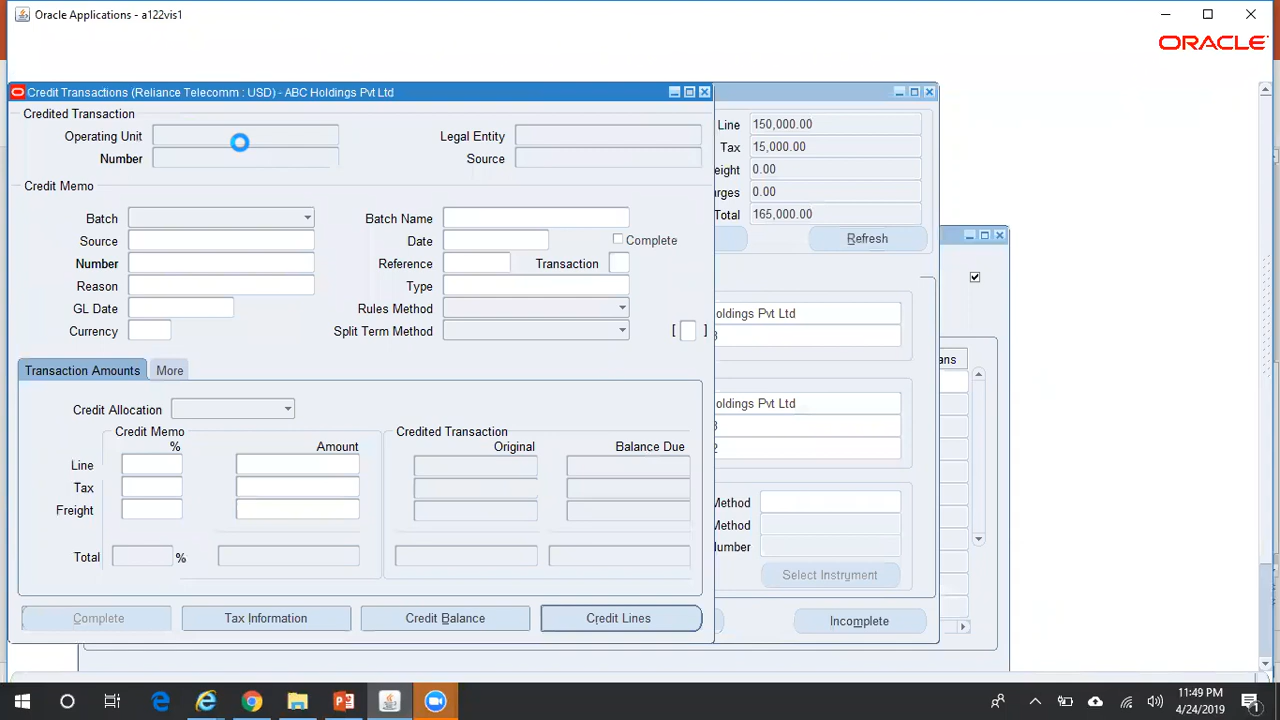 Oracle Applications - a122vis1
ORACLE
Credit Transactions (Reliance Telecomm : USD) - ABC Holdings Pvt Ltd
Credited Transaction
Operating Unit
Legal Entity
Number
Source
Credit Memo
Batch
Batch Name
Source
Date
Complete
Number
Reference
Transaction
Reason
Type
GL Date
Rules Method
Currency
Split Term Method
[ ]
Transaction Amounts
More
Credit Allocation
Credit Memo
Credited Transaction
%
Amount
Original
Balance Due
Line
Tax
Freight
Total
%
Complete
Tax Information
Credit Balance
Credit Lines
Line 150,000.00
Tax 15,000.00
eight 0.00
rges 0.00
Total 165,000.00
Refresh
oldings Pvt Ltd
3
oldings Pvt Ltd
3
2
Method
Method
umber
Select Instrument
Incomplete
ans
11:49 PM
4/24/2019
1